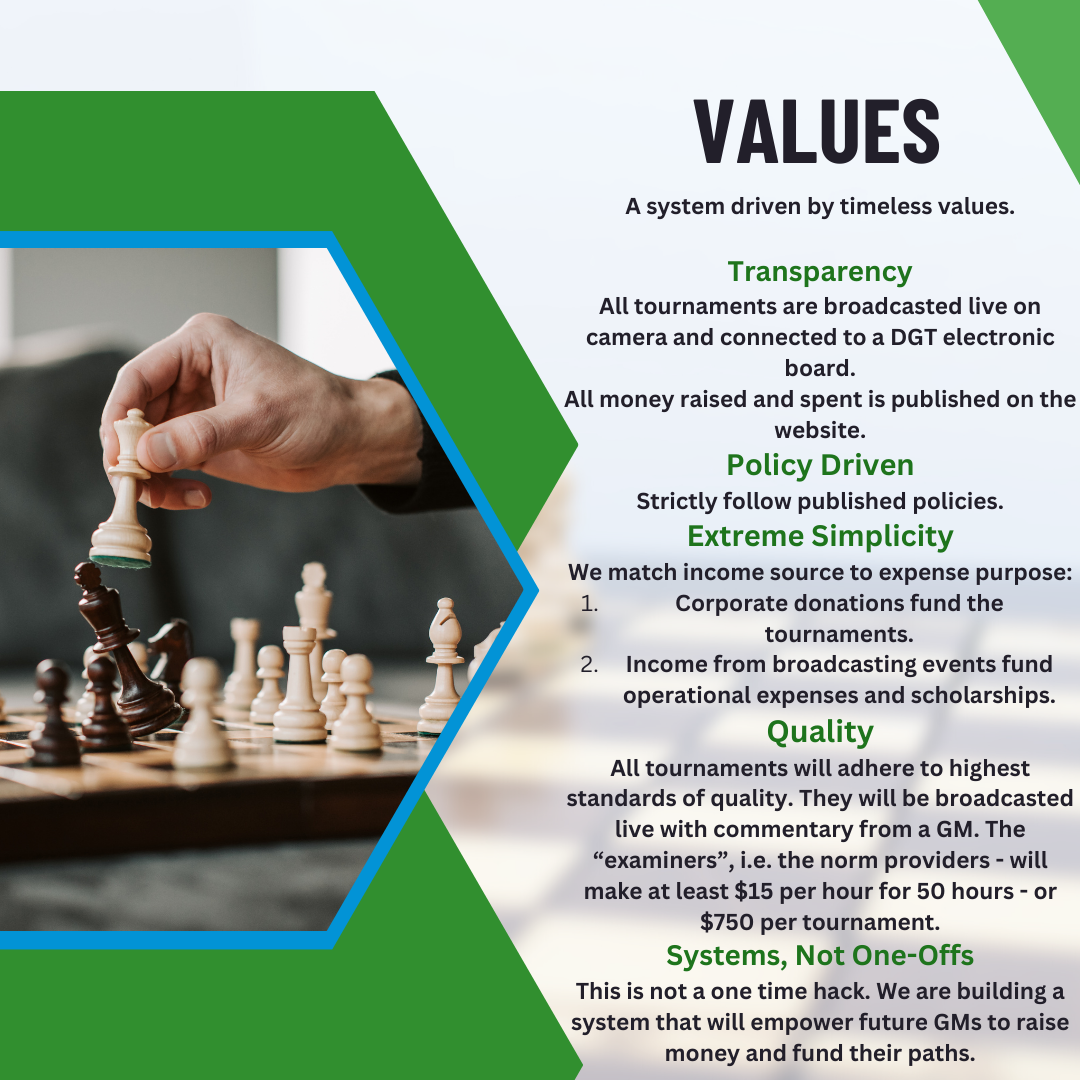 VALUES
A system driven by timeless values.
Transparency
All tournaments are broadcasted live on
camera and connected to a DGT electronic
board.
All money raised and spent is published on the
website.
Policy Driven
Strictly follow published policies.
Extreme Simplicity
We match income source to expense purpose:
1. Corporate donations fund the
tournaments.
2. Income from broadcasting events fund
operational expenses and scholarships.
Quality
All tournaments will adhere to highest
standards of quality. They will be broadcasted
live with commentary from a GM. The
“examiners”, i.e. the norm providers - will
make at least $15 per hour for 50 hours - or
$750 per tournament.
Systems, Not One-Offs
This is not a one time hack. We are building a
system that will empower future GMs to raise
money and fund their paths.